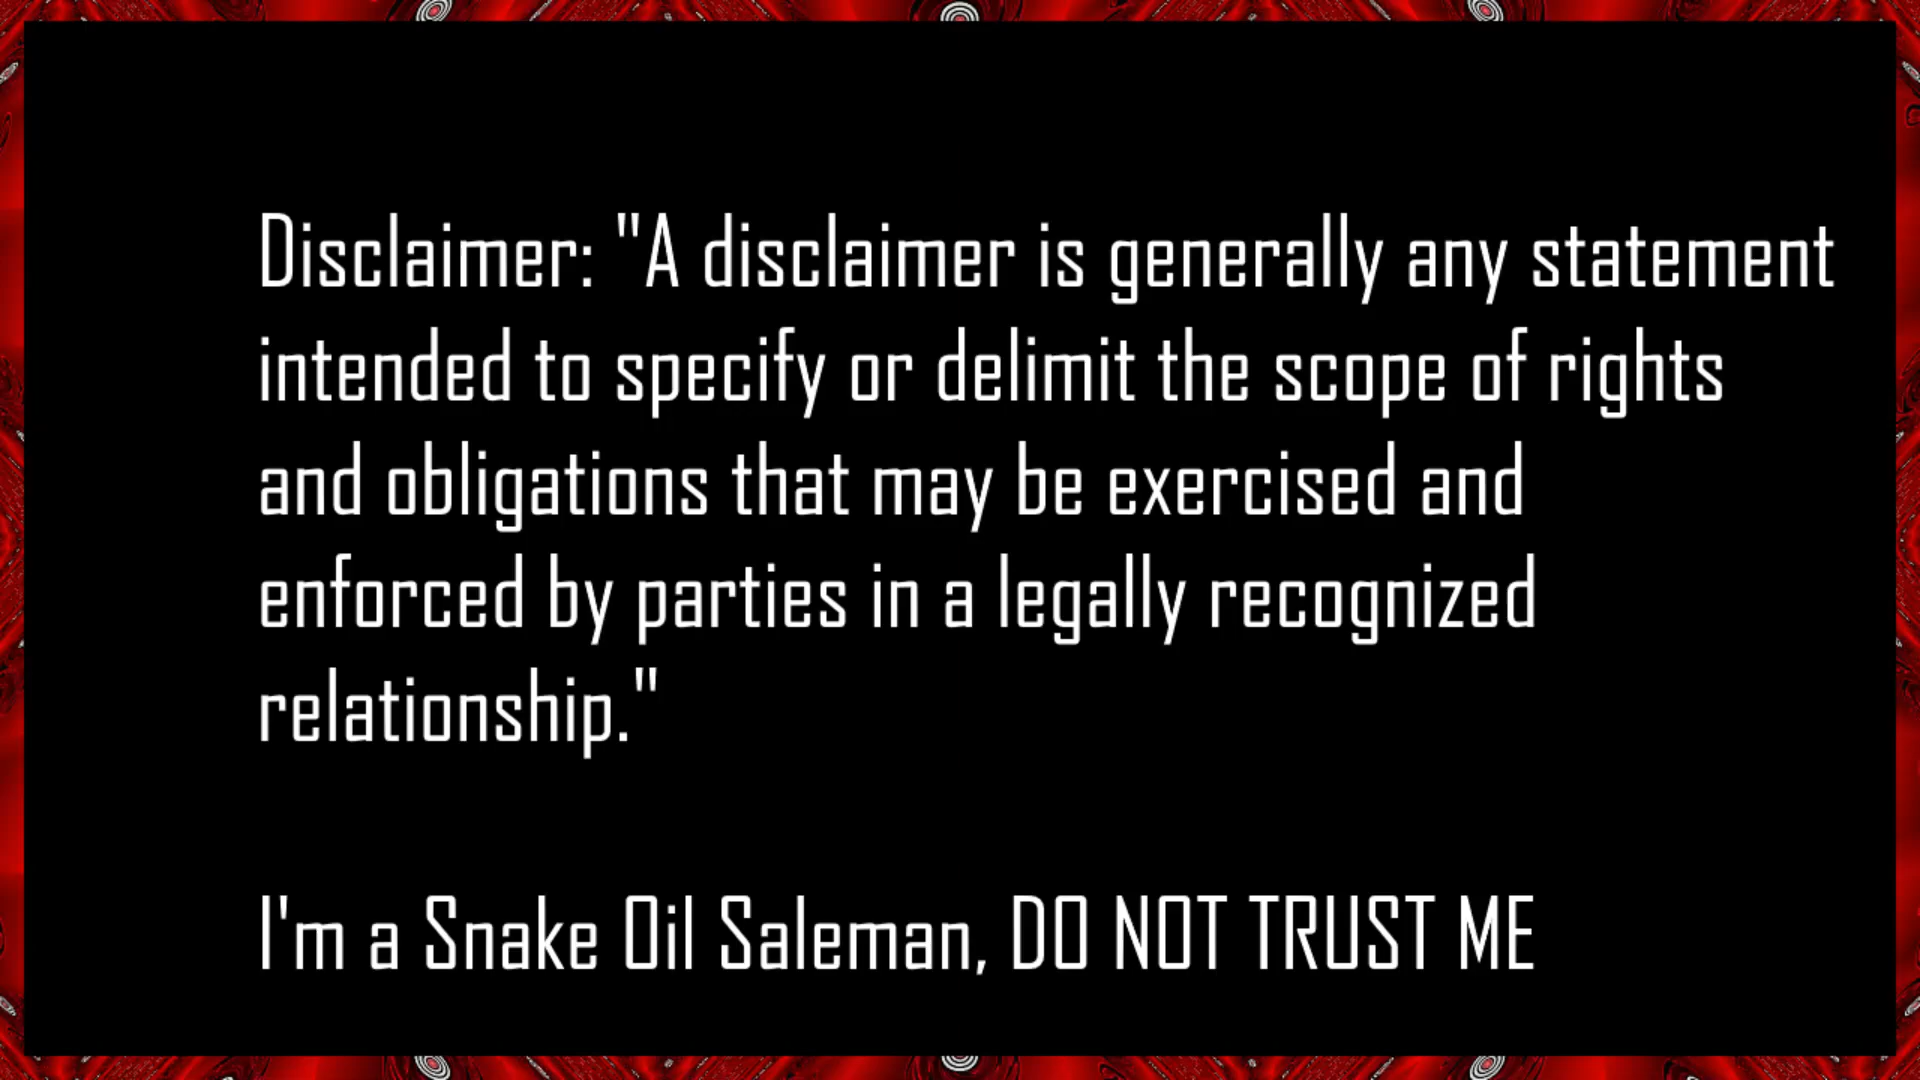 Disclaimer: "A disclaimer is generally any statement
intended to specify or delimit the scope of rights
and obligations that may be exercised and
enforced by parties in a legally recognized
relationship."
I'm a Snake Oil Saleman, DO NOT TRUST ME